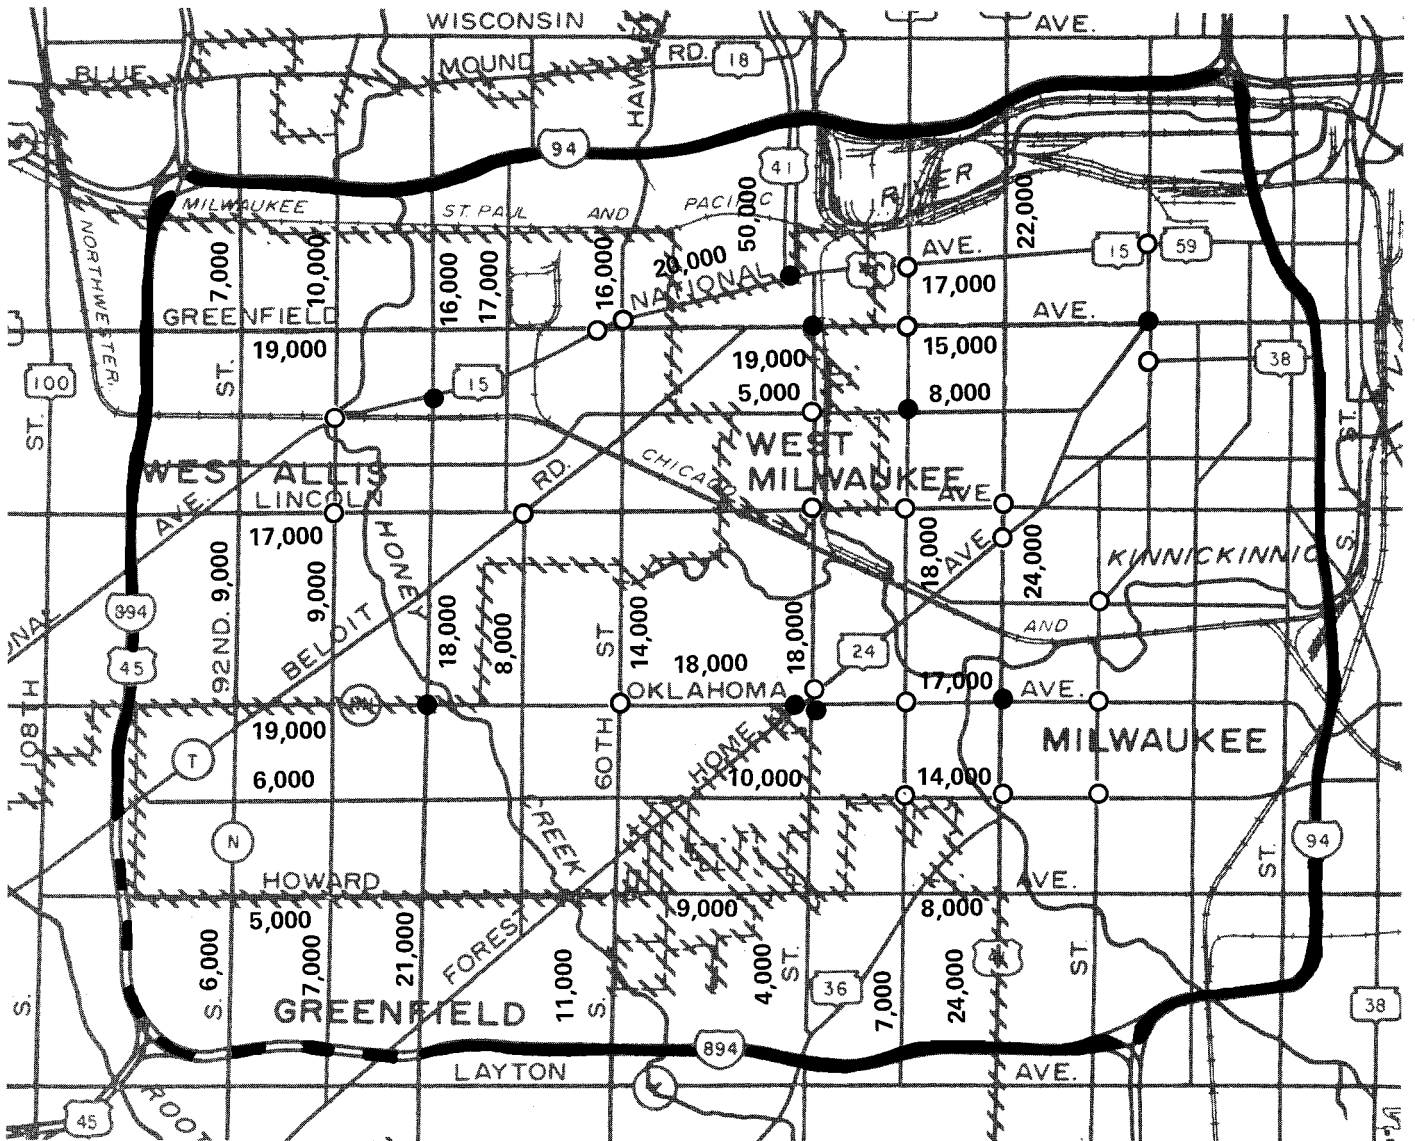 WISCONSIN AVE.
BLUE MOUND RD. 18
94
41
MILWAUKEE ST. PAUL AND PACIFIC
RIVER
50,000
22,000
NORTHWESTER.
7,000
10,000
16,000
17,000
16,000
20,000
NATIONAL AVE.
15 59
17,000
GREENFIELD AVE.
19,000
19,000
15,000
ST.
100
15
38
5,000
8,000
ST.
ST.
WEST ALLIS
WEST
MILWAUKEE
CHICAGO
RD.
AVE.
LINCOLN AVE
17,000
HONEY
18,000
AVE.
24,000
KINNICKINNIC
S.
92ND. 9,000
9,000
894
BELOIT
18,000
8,000
ST
14,000
18,000
18,000
24
AND
45
OKLAHOMA
17,000
AVE.
108TH
19,000
T
60TH
HOME
MILWAUKEE
6,000
10,000
14,000
N
CREEK
94
ST.
HOWARD AVE.
5,000
9,000
8,000
6,000
7,000
21,000
FOREST
11,000
4,000
ST.
36
7,000
24,000
ST.
S.
S.
GREENFIELD
S.
38
894
LAYTON AVE.
45
ROOT